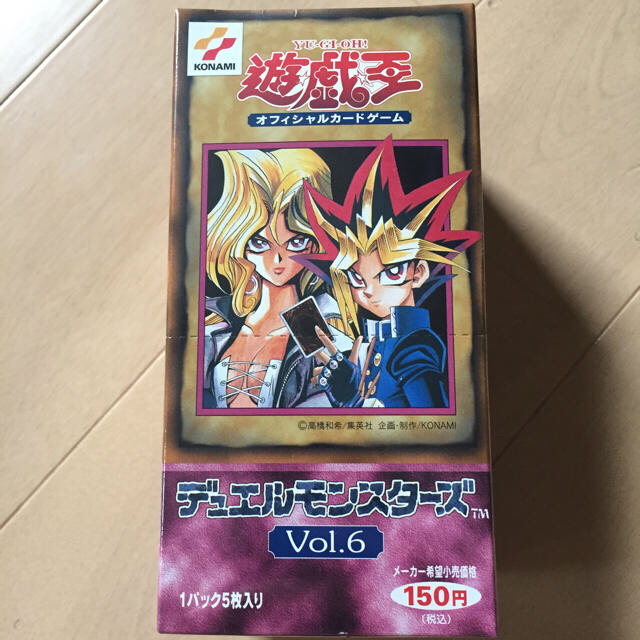 KONAMI
YU-GI-OH!
遊戯王
オフィシャルカードゲーム
©高橋和希/集英社 企画・制作/KONAMI
デュエルモンスターズ™
Vol.6
1パック5枚入り
メーカー希望小売価格
150円
(税込)